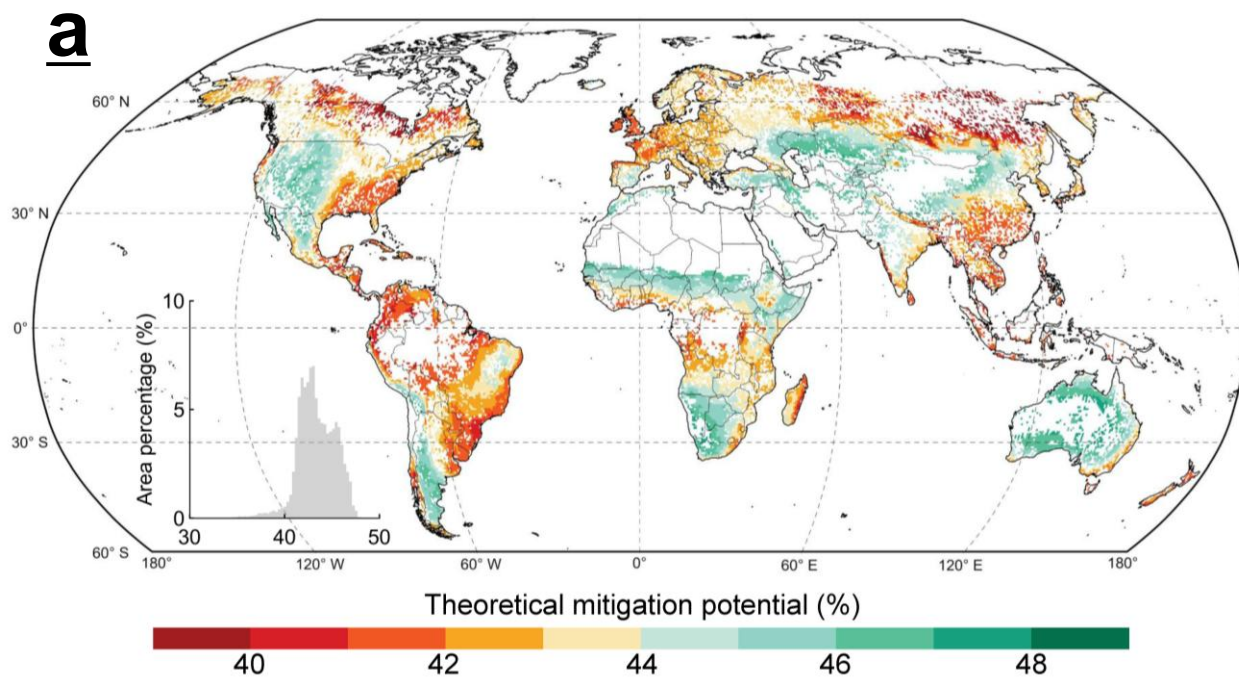 a
60° N
30° N
0°
30° S
60° S
10
5
0
Area percentage (%)
30 40 50
180° 120° W 60° W 0° 60° E 120° E 180°
Theoretical mitigation potential (%)
40 42 44 46 48